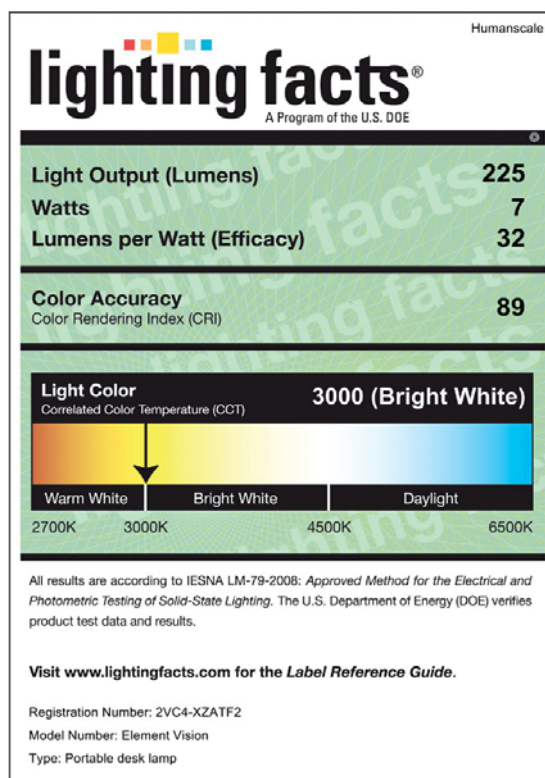 Humanscale
lighting facts®
A Program of the U.S. DOE
Light Output (Lumens) 225
Watts 7
Lumens per Watt (Efficacy) 32
Color Accuracy
Color Rendering Index (CRI) 89
Light Color
Correlated Color Temperature (CCT) 3000 (Bright White)
Warm White Bright White Daylight
2700K 3000K 4500K 6500K
All results are according to IESNA LM-79-2008: Approved Method for the Electrical and
Photometric Testing of Solid-State Lighting. The U.S. Department of Energy (DOE) verifies
product test data and results.
Visit www.lightingfacts.com for the Label Reference Guide.
Registration Number: 2VC4-XZATF2
Model Number: Element Vision
Type: Portable desk lamp